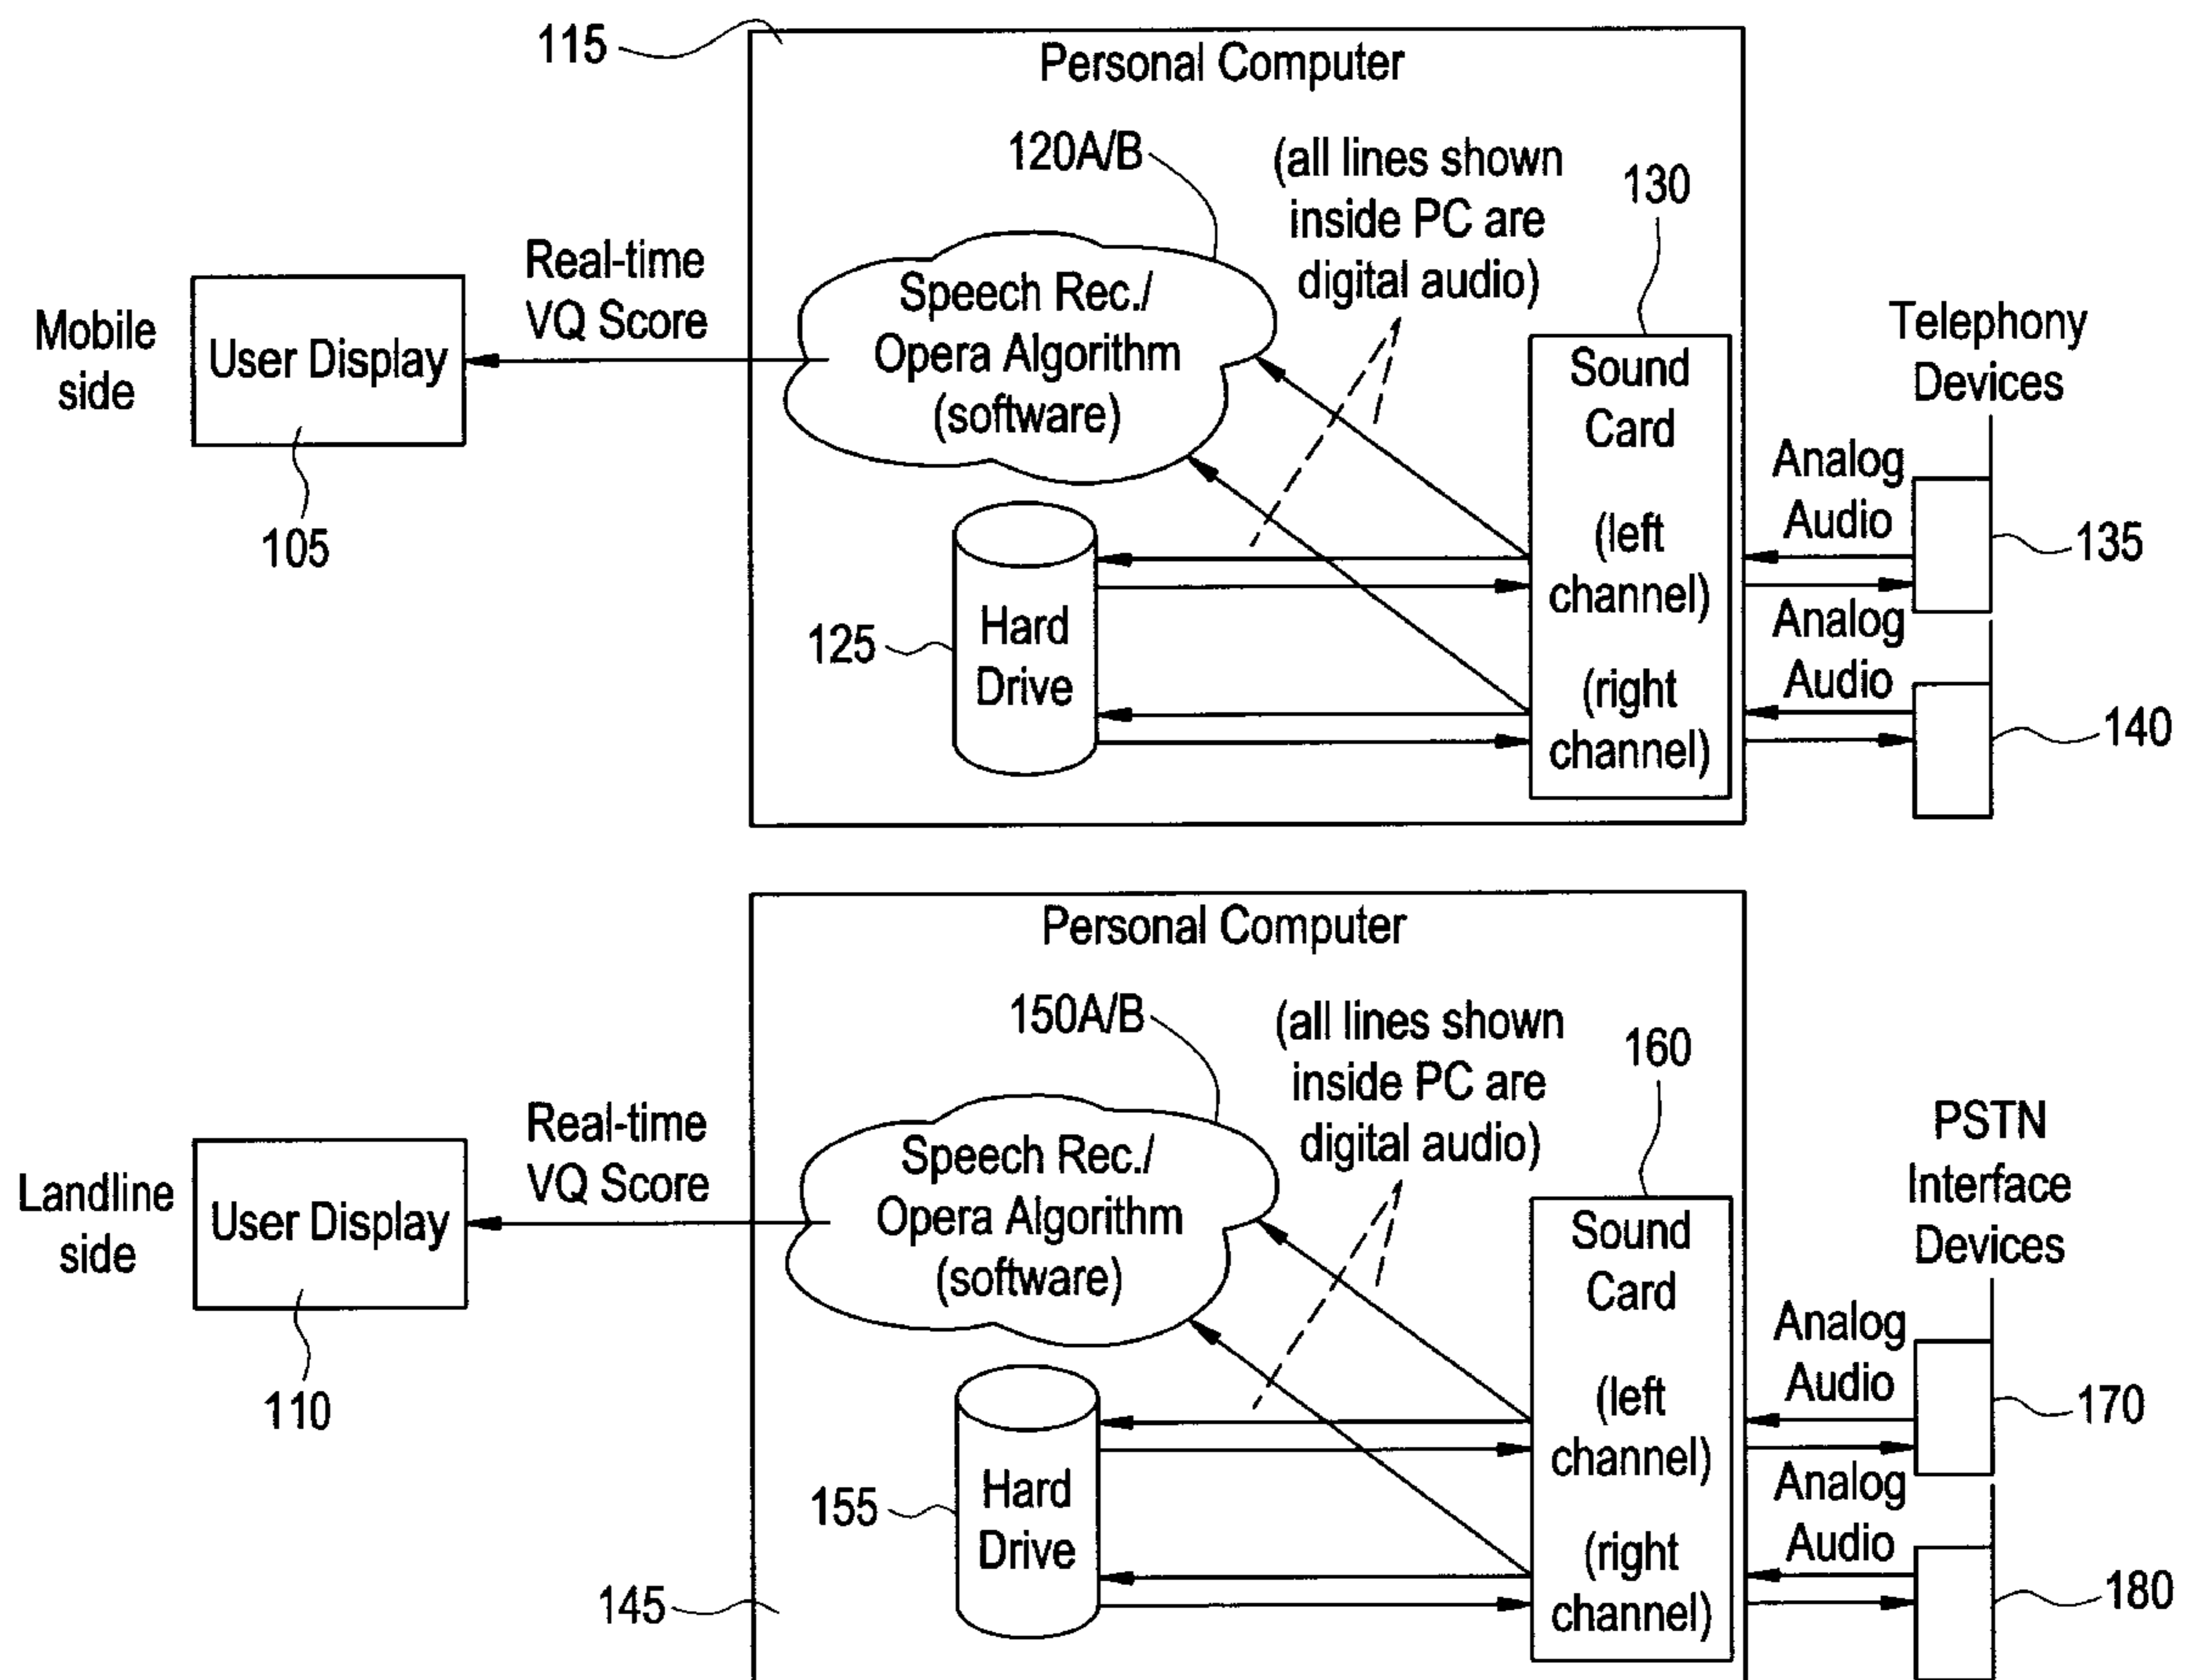 115
Personal Computer
120A/B
(all lines shown
inside PC are
digital audio)
130
Mobile
side
User Display
105
Real-time
VQ Score
Speech Rec./
Opera Algorithm
(software)
125
Hard
Drive
Sound
Card
(left
channel)
(right
channel)
Telephony
Devices
Analog
Audio
135
Analog
Audio
140
Personal Computer
150A/B
(all lines shown
inside PC are
digital audio)
160
Landline
side
User Display
110
Real-time
VQ Score
Speech Rec./
Opera Algorithm
(software)
155
Hard
Drive
145
Sound
Card
(left
channel)
(right
channel)
PSTN
Interface
Devices
Analog
Audio
170
Analog
Audio
180